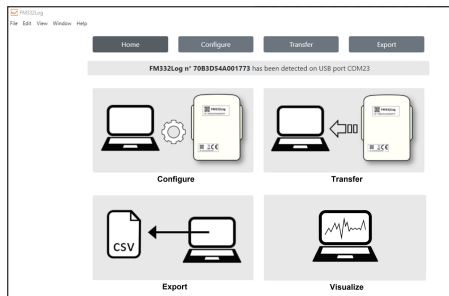 FM332Log
File Edit View Window Help
Home Configure Transfer Export
FM332Log n° 70B3D54A001773 has been detected on USB port COM23
Configure Transfer
CSV
Export Visualize